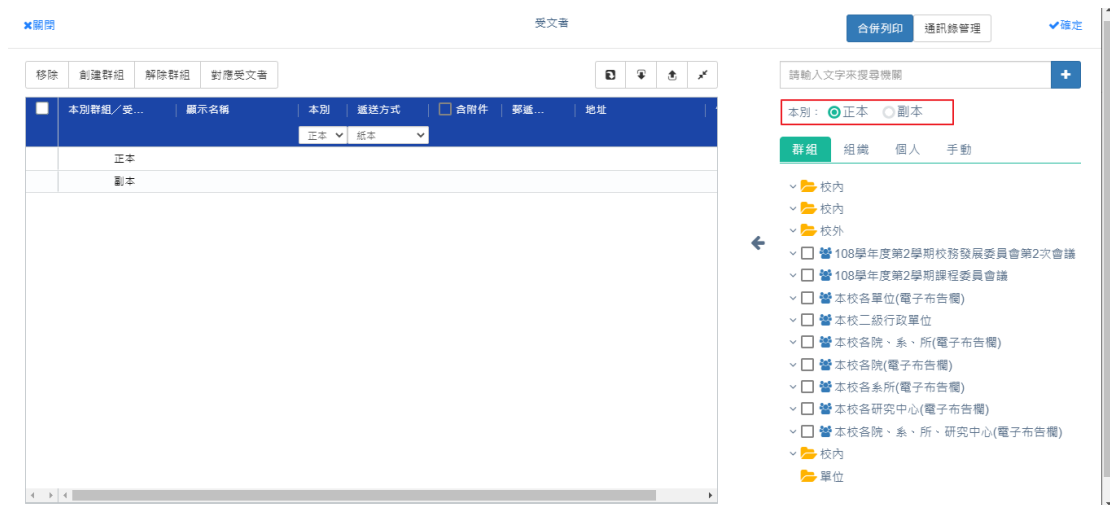 ✖關閉 受文者 合併列印 通訊錄管理 ✔確定
移除 創建群組 解除群組 對應受文者
請輸入文字來搜尋機關 +
本別群組／受... 顯示名稱 本別 遞送方式 含附件 郵遞... 地址
正本 紙本
正本
副本
本別： 正本 副本
群組 組織 個人 手動
校內
校內
校外
108學年度第2學期校務發展委員會第2次會議
108學年度第2學期課程委員會議
本校各單位(電子布告欄)
本校二級行政單位
本校各院、系、所(電子布告欄)
本校各院(電子布告欄)
本校各系所(電子布告欄)
本校各研究中心(電子布告欄)
本校各院、系、所、研究中心(電子布告欄)
校內
單位